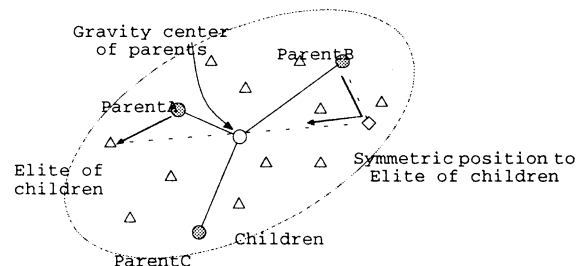 Gravity center
of parents
ParentB
ParentA
Elite of
children
Symmetric position to
Elite of children
Children
ParentC